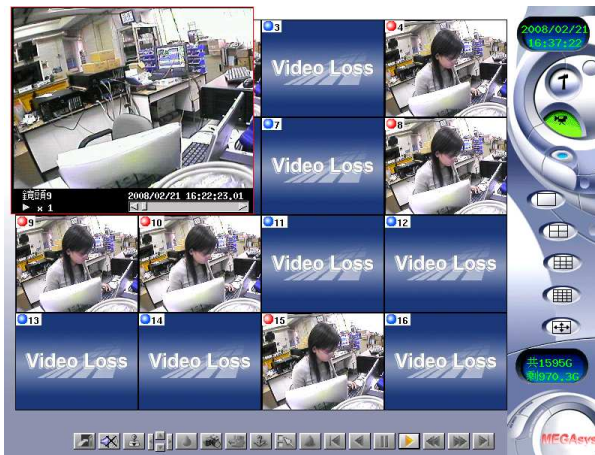 3
4
2008/02/21
16:37:22
Video Loss
7
8
Video Loss
鏡頭9
2008/02/21 16:22:23.01
x 1
9
10
11
12
Video Loss
Video Loss
13
14
15
16
Video Loss
Video Loss
Video Loss
共1595G
剩970.3G
MEGAsys